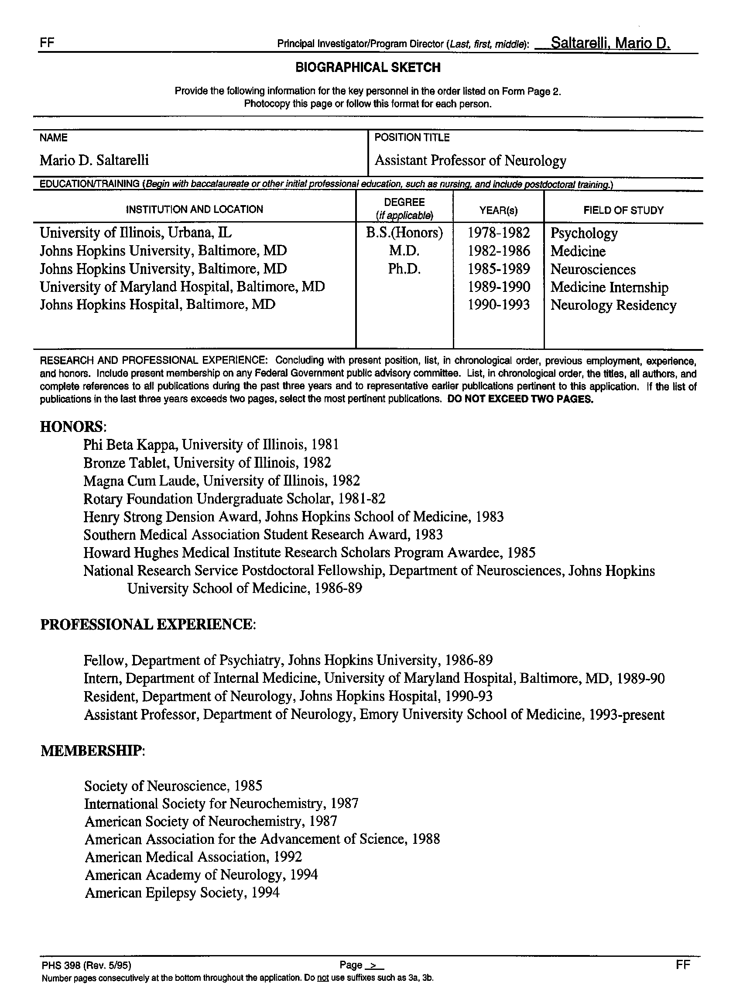 FF Principal Investigator/Program Director (Last, first, middle): Saltarelli, Mario D.
BIOGRAPHICAL SKETCH
Provide the following information for the key personnel in the order listed on Form Page 2.
Photocopy this page or follow this format for each person.
NAME POSITION TITLE
Mario D. Saltarelli Assistant Professor of Neurology
EDUCATION/TRAINING (Begin with baccalaureate or other initial professional education, such as nursing, and include postdoctoral training.)
INSTITUTION AND LOCATION DEGREE (if applicable) YEAR(s) FIELD OF STUDY
University of Illinois, Urbana, IL B.S.(Honors) 1978-1982 Psychology
Johns Hopkins University, Baltimore, MD M.D. 1982-1986 Medicine
Johns Hopkins University, Baltimore, MD Ph.D. 1985-1989 Neurosciences
University of Maryland Hospital, Baltimore, MD 1989-1990 Medicine Internship
Johns Hopkins Hospital, Baltimore, MD 1990-1993 Neurology Residency
RESEARCH AND PROFESSIONAL EXPERIENCE: Concluding with present position, list, in chronological order, previous employment, experience,
and honors. Include present membership on any Federal Government public advisory committee. List, in chronological order, the titles, all authors, and
complete references to all publications during the past three years and to representative earlier publications pertinent to this application. If the list of
publications in the last three years exceeds two pages, select the most pertinent publications. DO NOT EXCEED TWO PAGES.
HONORS:
Phi Beta Kappa, University of Illinois, 1981
Bronze Tablet, University of Illinois, 1982
Magna Cum Laude, University of Illinois, 1982
Rotary Foundation Undergraduate Scholar, 1981-82
Henry Strong Dension Award, Johns Hopkins School of Medicine, 1983
Southern Medical Association Student Research Award, 1983
Howard Hughes Medical Institute Research Scholars Program Awardee, 1985
National Research Service Postdoctoral Fellowship, Department of Neurosciences, Johns Hopkins
University School of Medicine, 1986-89
PROFESSIONAL EXPERIENCE:
Fellow, Department of Psychiatry, Johns Hopkins University, 1986-89
Intern, Department of Internal Medicine, University of Maryland Hospital, Baltimore, MD, 1989-90
Resident, Department of Neurology, Johns Hopkins Hospital, 1990-93
Assistant Professor, Department of Neurology, Emory University School of Medicine, 1993-present
MEMBERSHIP:
Society of Neuroscience, 1985
International Society for Neurochemistry, 1987
American Society of Neurochemistry, 1987
American Association for the Advancement of Science, 1988
American Medical Association, 1992
American Academy of Neurology, 1994
American Epilepsy Society, 1994
PHS 398 (Rev. 5/95) Page > FF
Number pages consecutively at the bottom throughout the application. Do not use suffixes such as 3a, 3b.